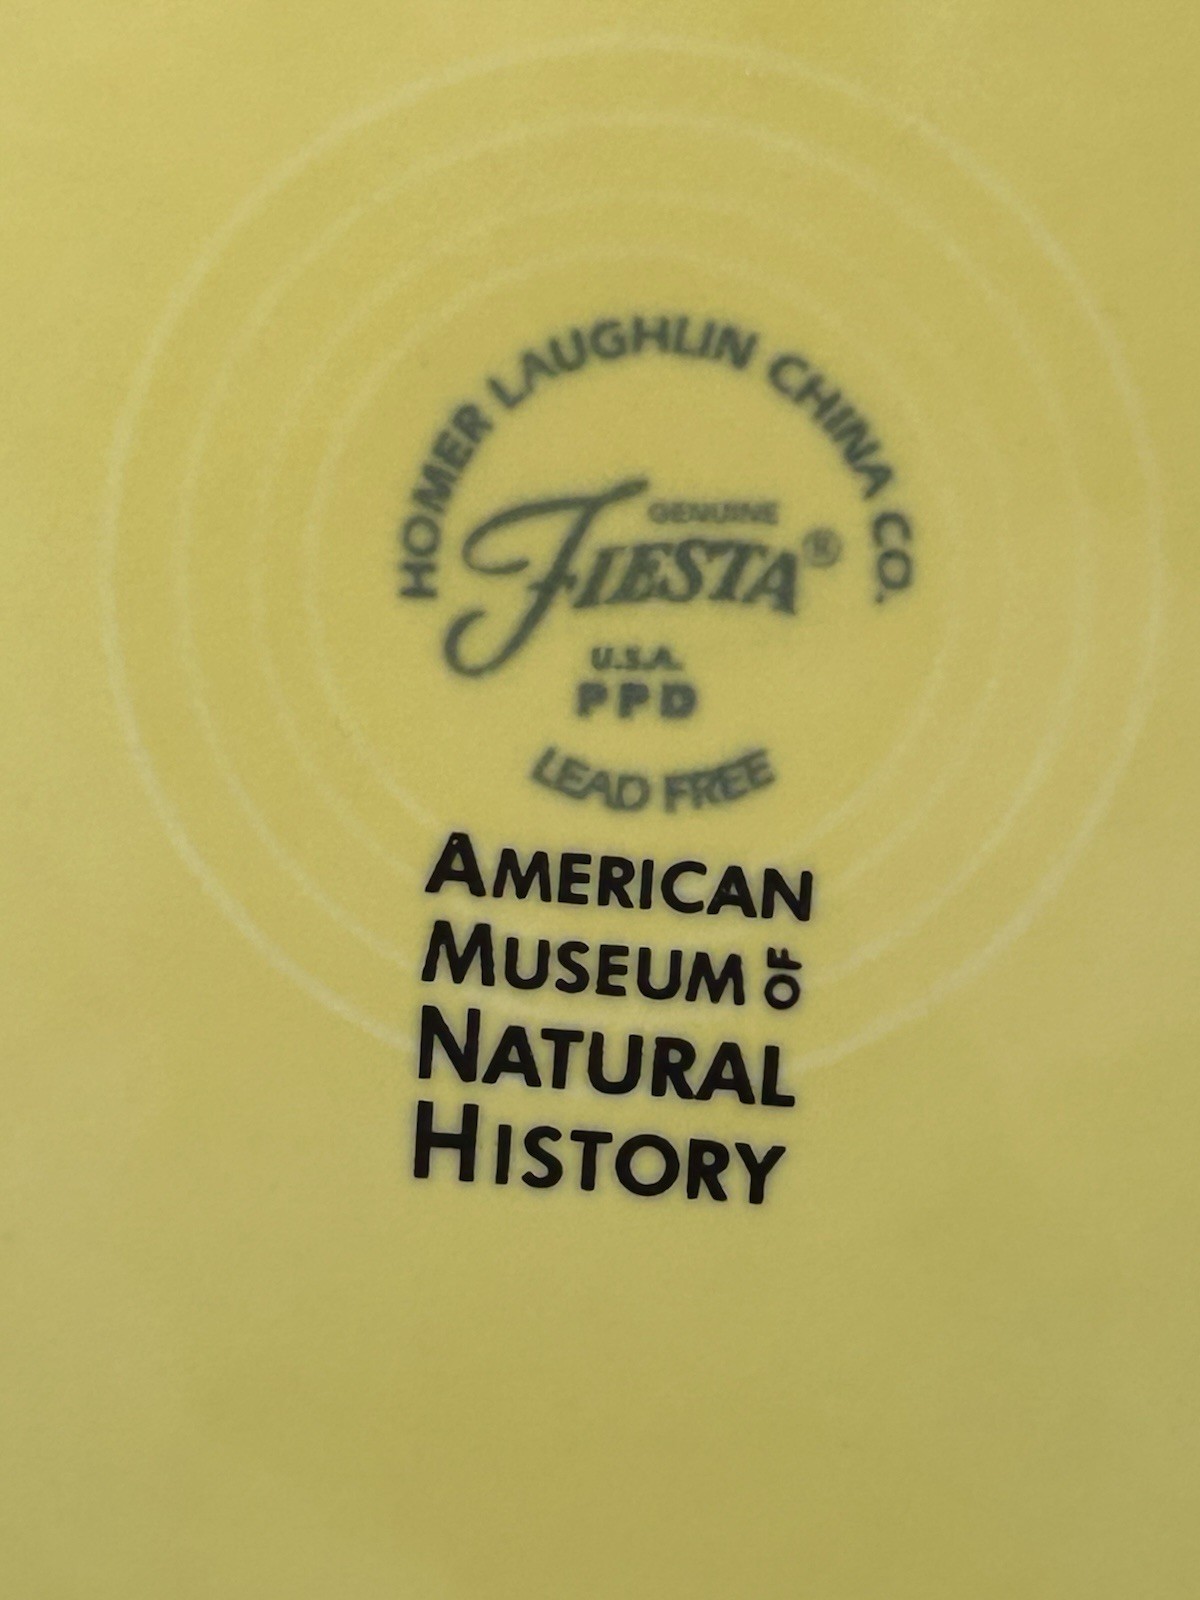 HOMER LAUGHLIN CHINA CO.
GENUINE
FIESTA®
U.S.A.
PPD
LEAD FREE
AMERICAN
MUSEUM OF
NATURAL
HISTORY